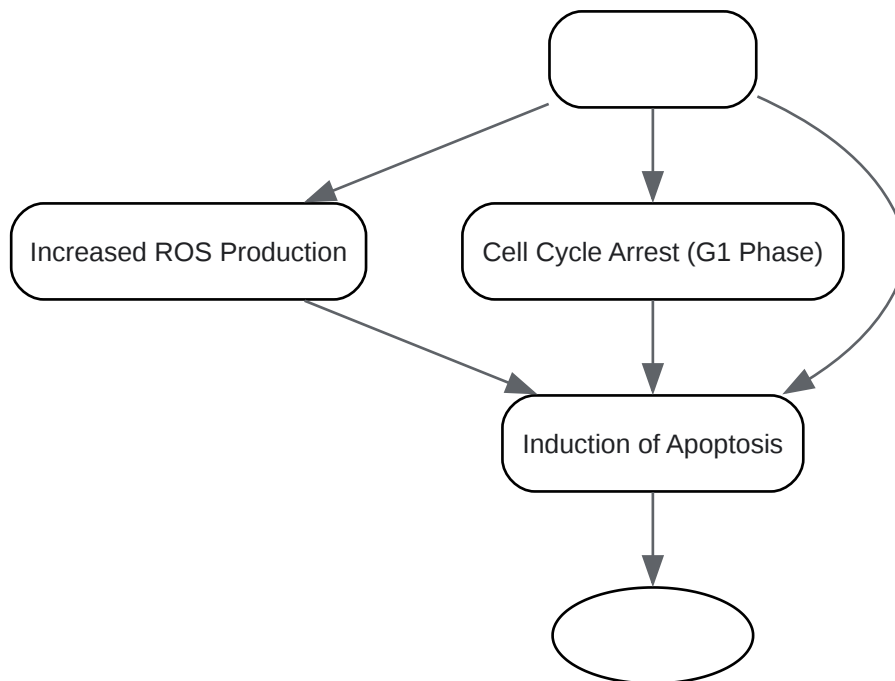 Increased ROS Production
Cell Cycle Arrest (G1 Phase)
Induction of Apoptosis